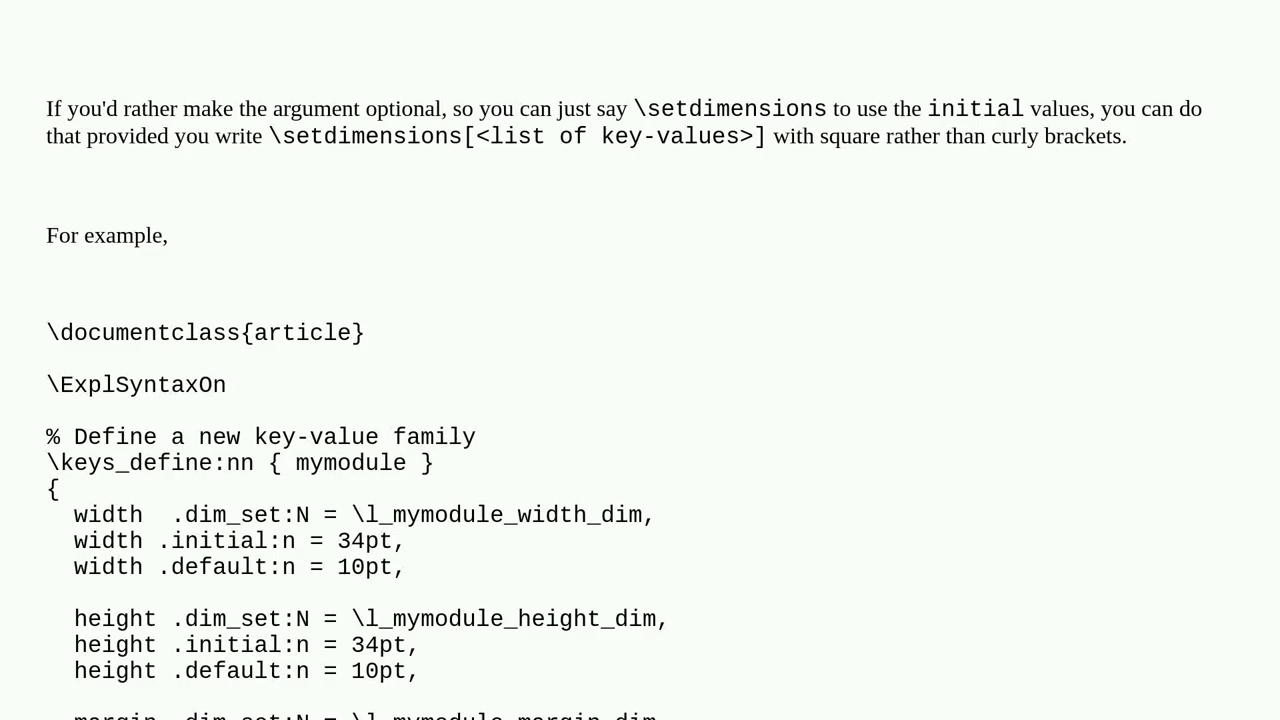 If you'd rather make the argument optional, so you can just say \setdimensions to use the initial values, you can do
that provided you write \setdimensions[<list of key-values>] with square rather than curly brackets.
For example,
\documentclass{article}
\ExplSyntaxOn
% Define a new key-value family
\keys_define:nn { mymodule }
{
  width  .dim_set:N = \l_mymodule_width_dim,
  width .initial:n = 34pt,
  width .default:n = 10pt,
  height .dim_set:N = \l_mymodule_height_dim,
  height .initial:n = 34pt,
  height .default:n = 10pt,
  margin .dim_set:N = \l_mymodule_margin_dim